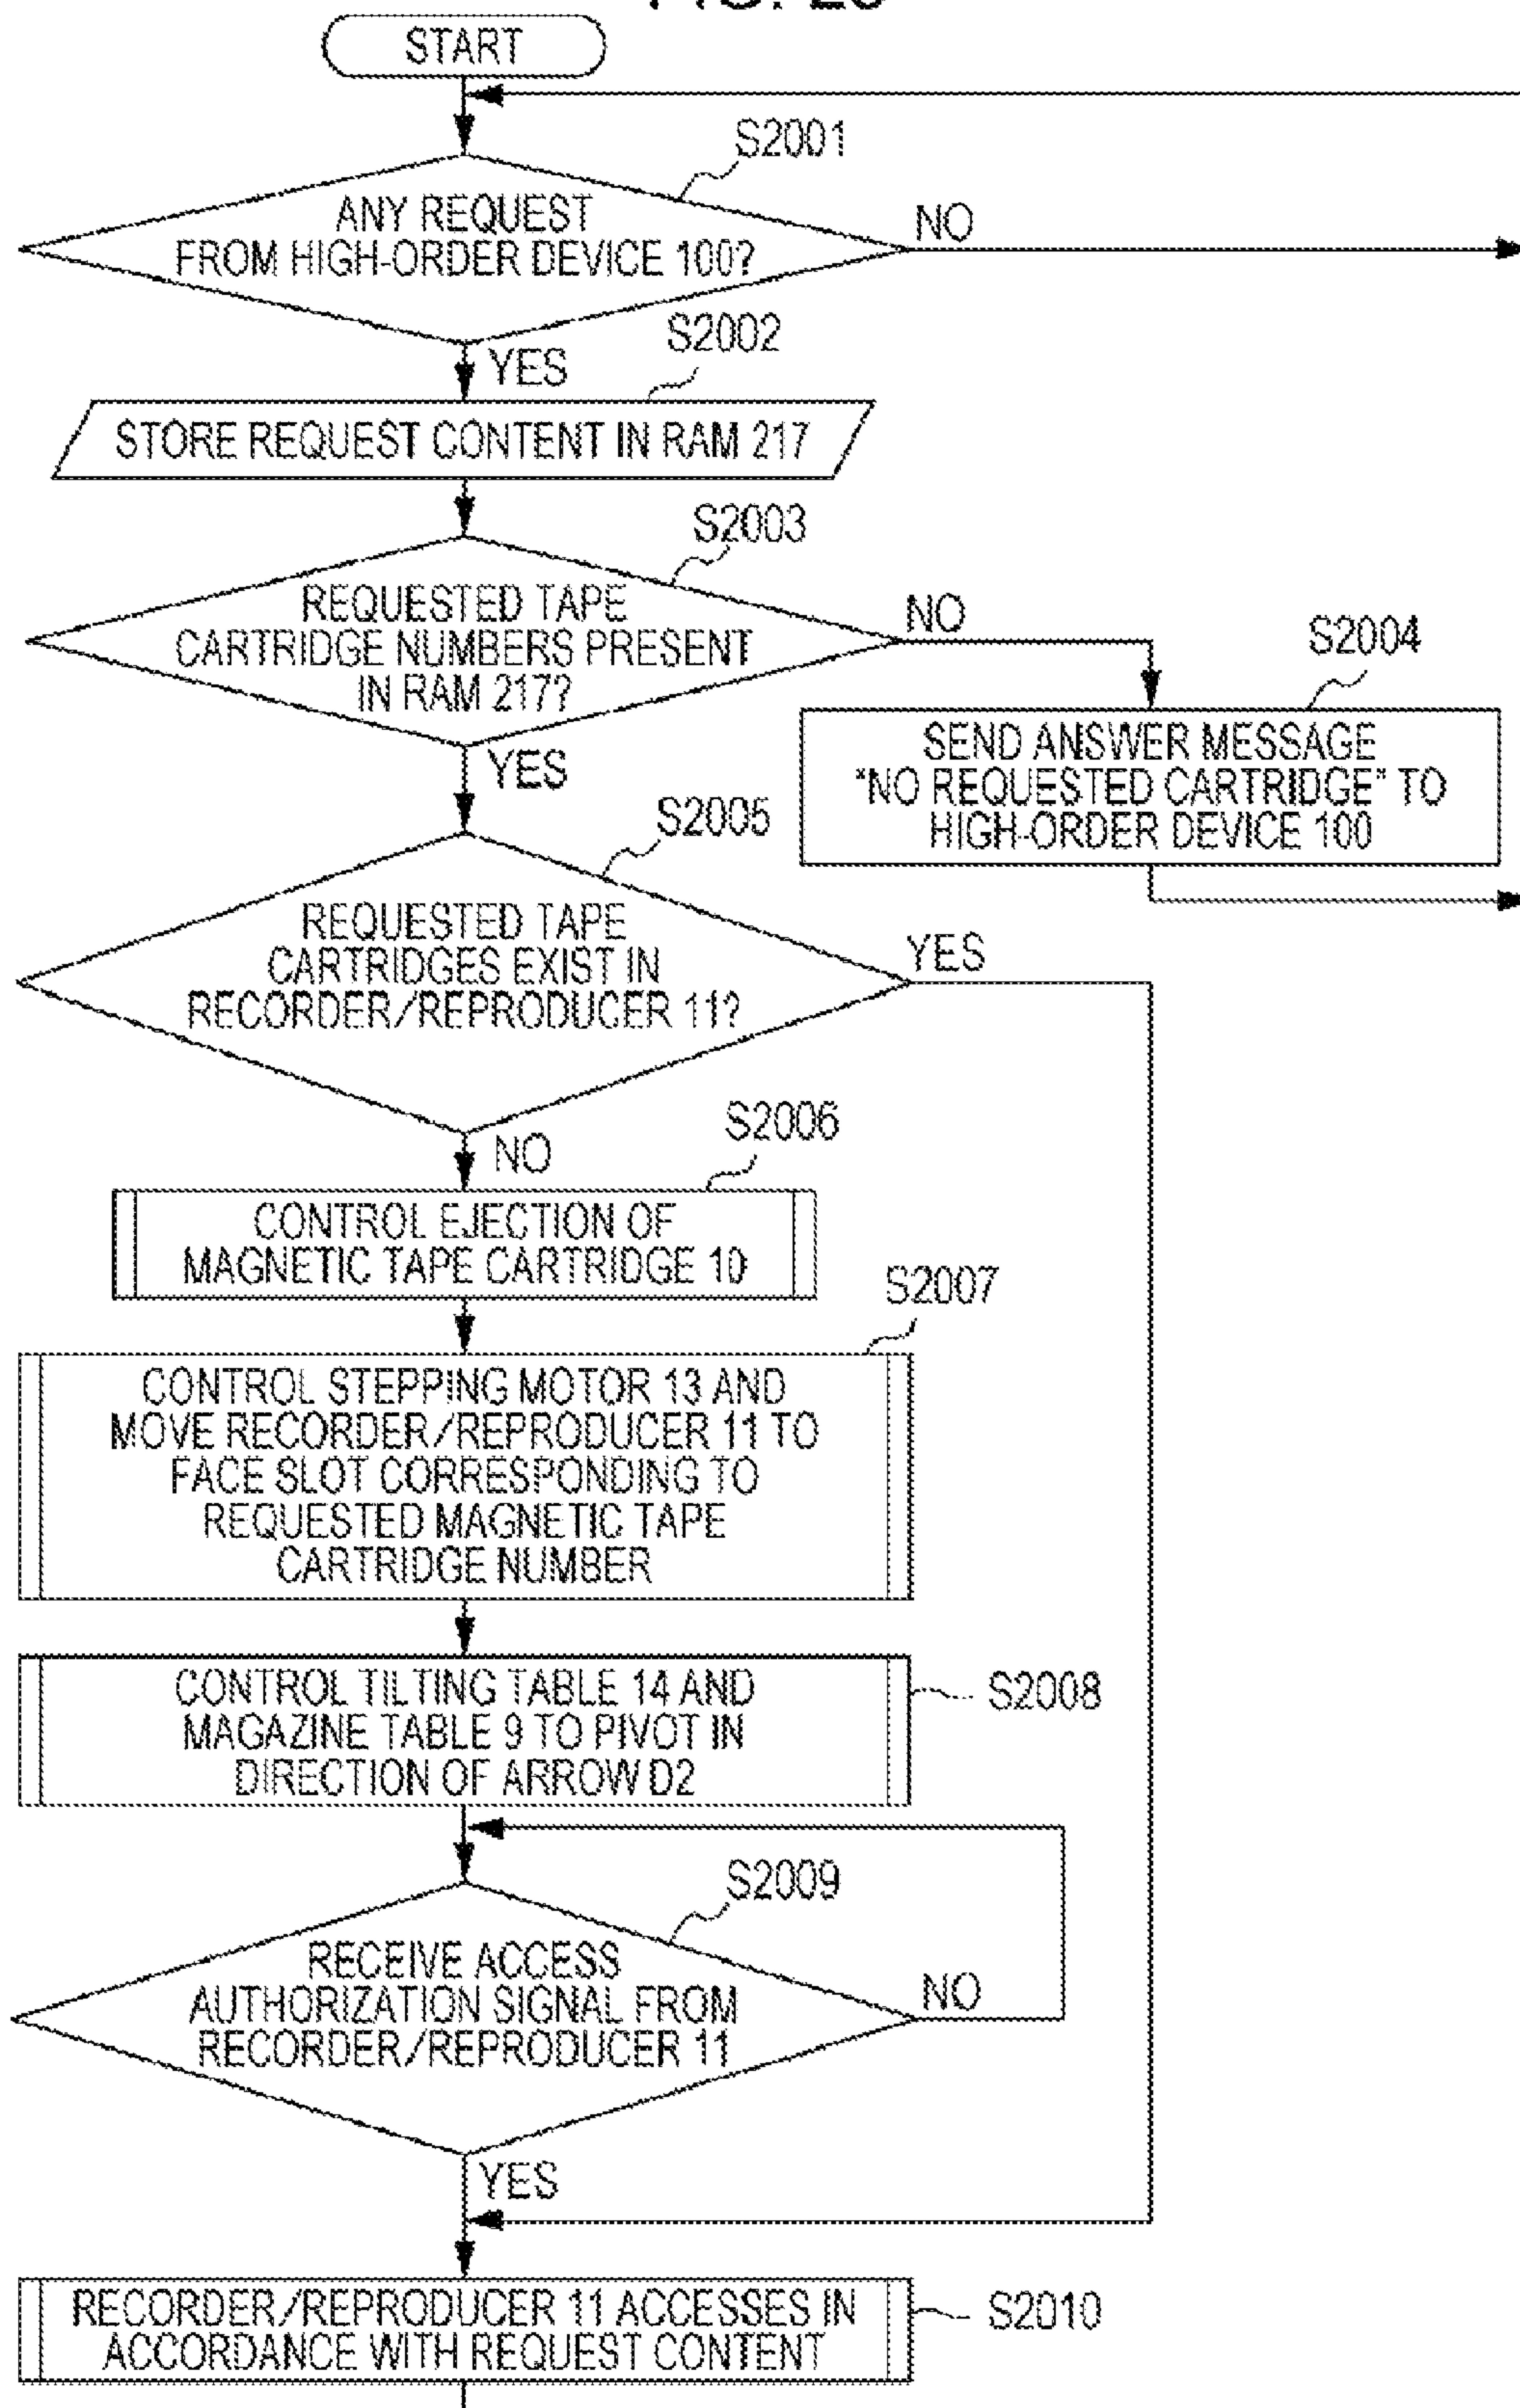 START
S2001
ANY REQUEST
FROM HIGH-ORDER DEVICE 100?
NO
YES
S2002
STORE REQUEST CONTENT IN RAM 217
S2003
REQUESTED TAPE
CARTRIDGE NUMBERS PRESENT
IN RAM 217?
NO
YES
S2004
SEND ANSWER MESSAGE
"NO REQUESTED CARTRIDGE" TO
HIGH-ORDER DEVICE 100
S2005
REQUESTED TAPE
CARTRIDGES EXIST IN
RECORDER/REPRODUCER 11?
YES
NO
S2006
CONTROL EJECTION OF
MAGNETIC TAPE CARTRIDGE 10
S2007
CONTROL STEPPING MOTOR 13 AND
MOVE RECORDER/REPRODUCER 11 TO
FACE SLOT CORRESPONDING TO
REQUESTED MAGNETIC TAPE
CARTRIDGE NUMBER
CONTROL TILTING TABLE 14 AND
MAGAZINE TABLE 9 TO PIVOT IN
DIRECTION OF ARROW D2
S2008
S2009
RECEIVE ACCESS
AUTHORIZATION SIGNAL FROM
RECORDER/REPRODUCER 11
NO
YES
RECORDER/REPRODUCER 11 ACCESSES IN
ACCORDANCE WITH REQUEST CONTENT
S2010